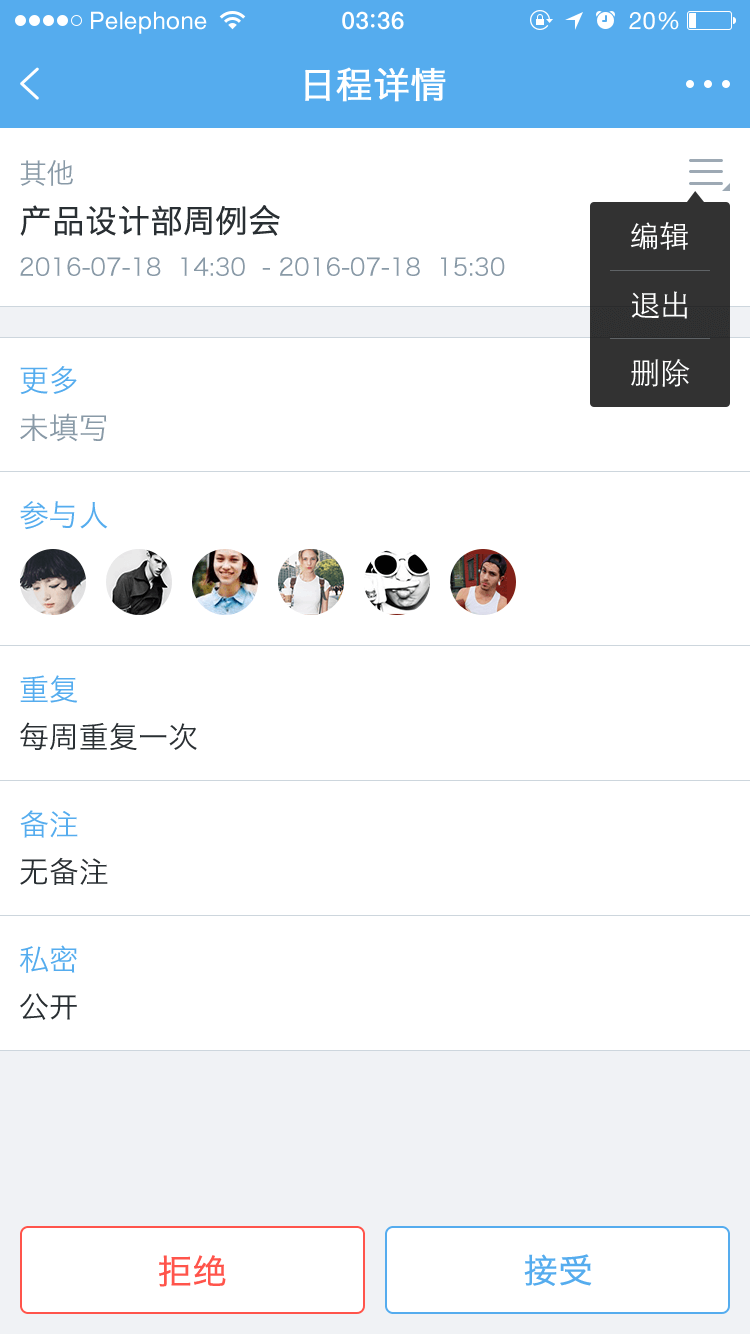 Pelephone 03:36 20%
日程详情
其他
产品设计部周例会
2016-07-18 14:30 - 2016-07-18 15:30
编辑
退出
删除
更多
未填写
参与人
重复
每周重复一次
备注
无备注
私密
公开
拒绝 接受